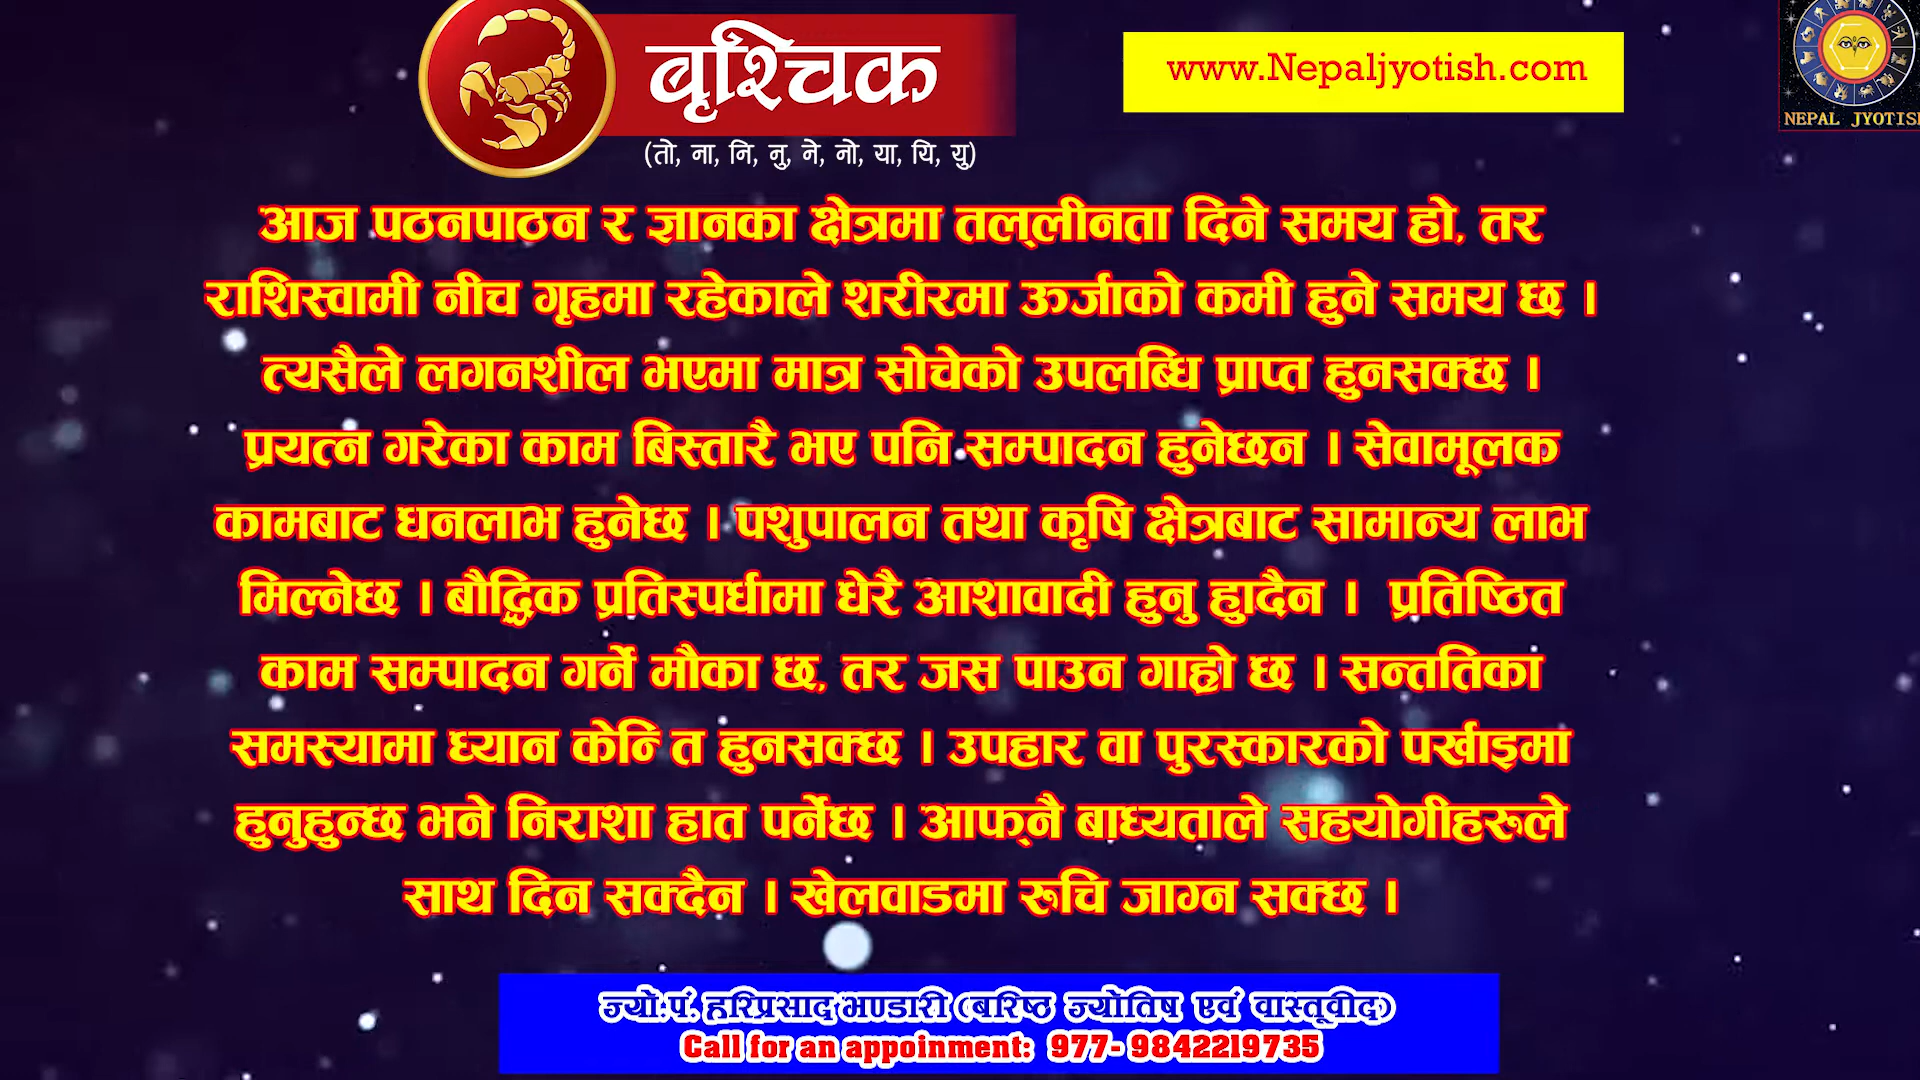 बृश्चिक
www.Nepaljyotish.com
NEPAL JYOTISH
(तो, ना, नि, नु, ने, नो, या, यि, यु)
आज पठनपाठन र ज्ञानका क्षेत्रमा तल्लीनता दिने समय हो, तर
राशिस्वामी नीच गृहमा रहेकाले शरीरमा ऊर्जाको कमी हुने समय छ ।
त्यसैले लगनशील भएमा मात्र सोचेको उपलब्धि प्राप्त हुनसक्छ ।
प्रयत्न गरेका काम बिस्तारै भए पनि सम्पादन हुनेछन । सेवामूलक
कामबाट धनलाभ हुनेछ । पशुपालन तथा कृषि क्षेत्रबाट सामान्य लाभ
मिल्नेछ । बौद्धिक प्रतिस्पर्धामा धेरै आशावादी हुनु हुादैन । प्रतिष्ठित
काम सम्पादन गर्ने मौका छ, तर जस पाउन गाह्रो छ । सन्ततिका
समस्यामा ध्यान केन्द्रित हुनसक्छ । उपहार वा पुरस्कारको पर्खाइमा
हुनुहुन्छ भने निराशा हात पर्नेछ । आफ्नै बाध्यताले सहयोगीहरुले
साथ दिन सक्दैन । खेलवाडमा रुचि जाग्न सक्छ ।
ज्यो.पं. हरिप्रसाद भण्डारी (बरिष्ठ ज्योतिष एवं वास्तूवीद)
Call for an appoinment: 977- 9842219735